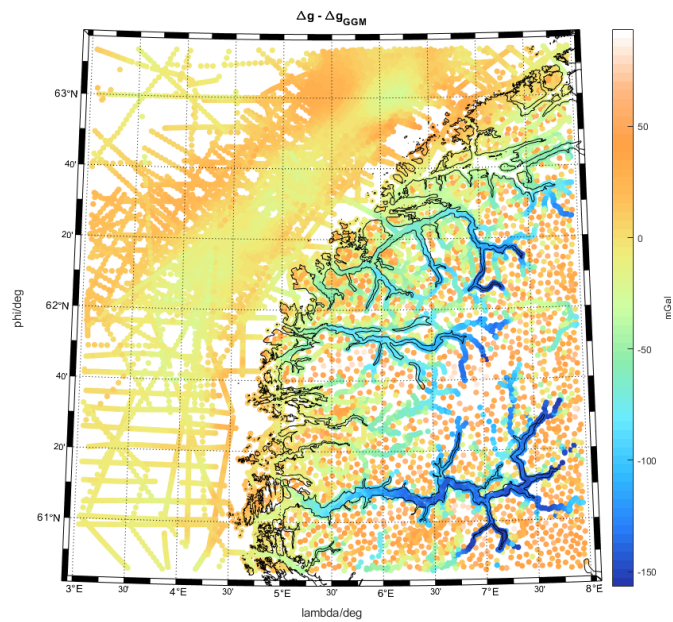 Δg - Δg_GGM
63°N
40'
20'
62°N
40'
20'
61°N
3°E
30'
4°E
30'
5°E
30'
6°E
30'
7°E
30'
8°E
phi/deg
lambda/deg
50
0
-50
-100
-150
mGal